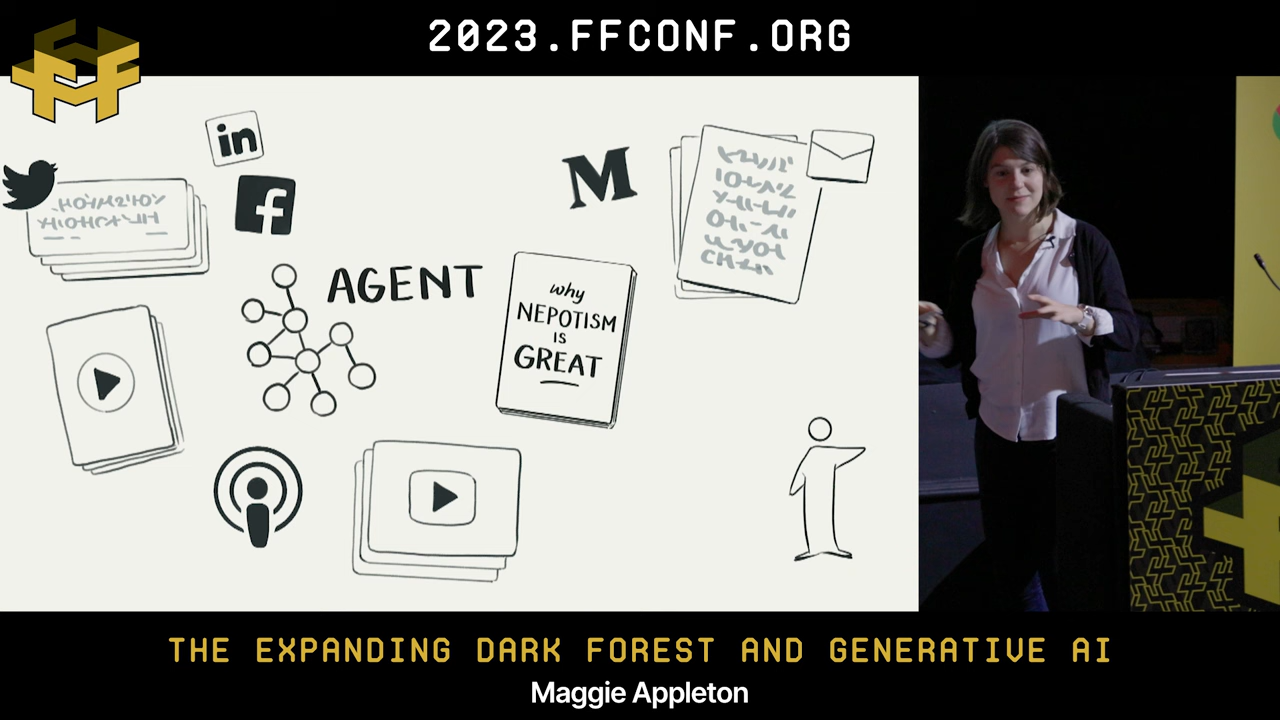 2023.FFCONF.ORG
in
f
M
AGENT
why
NEPOTISM
IS
GREAT
THE EXPANDING DARK FOREST AND GENERATIVE AI
Maggie Appleton